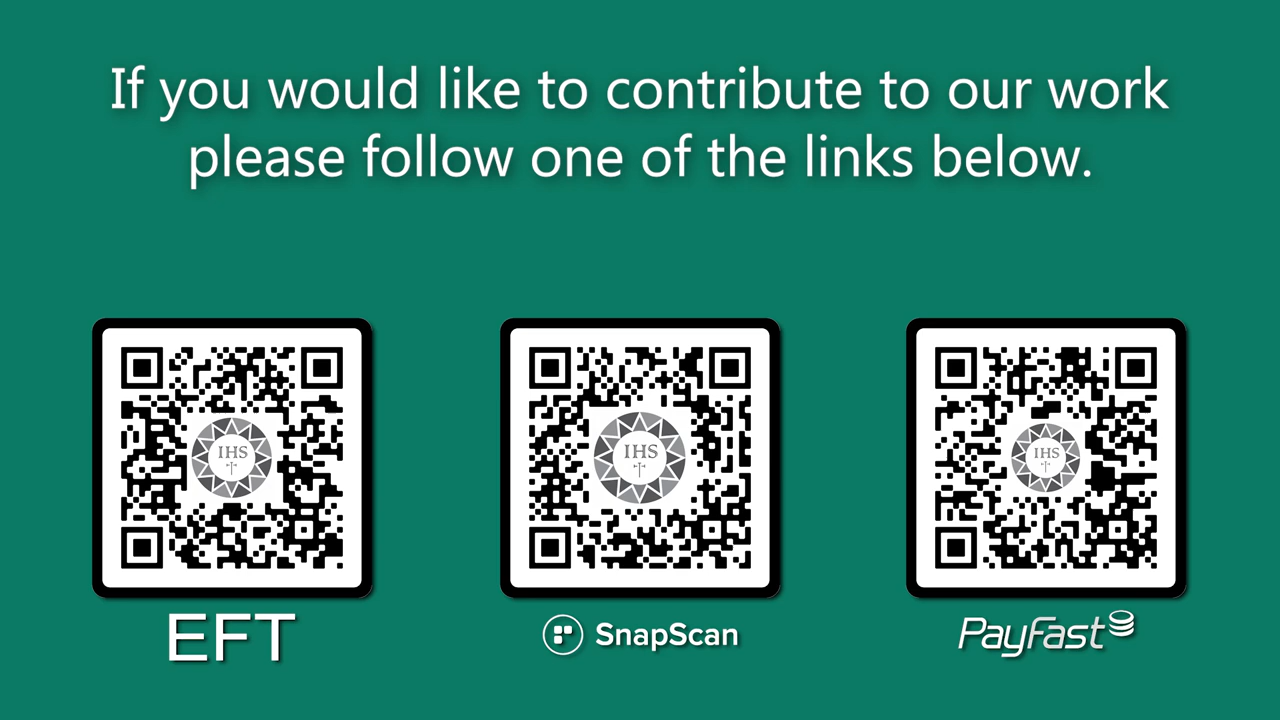 If you would like to contribute to our work
please follow one of the links below.
IHS
IHS
IHS
EFT
SnapScan
PayFast